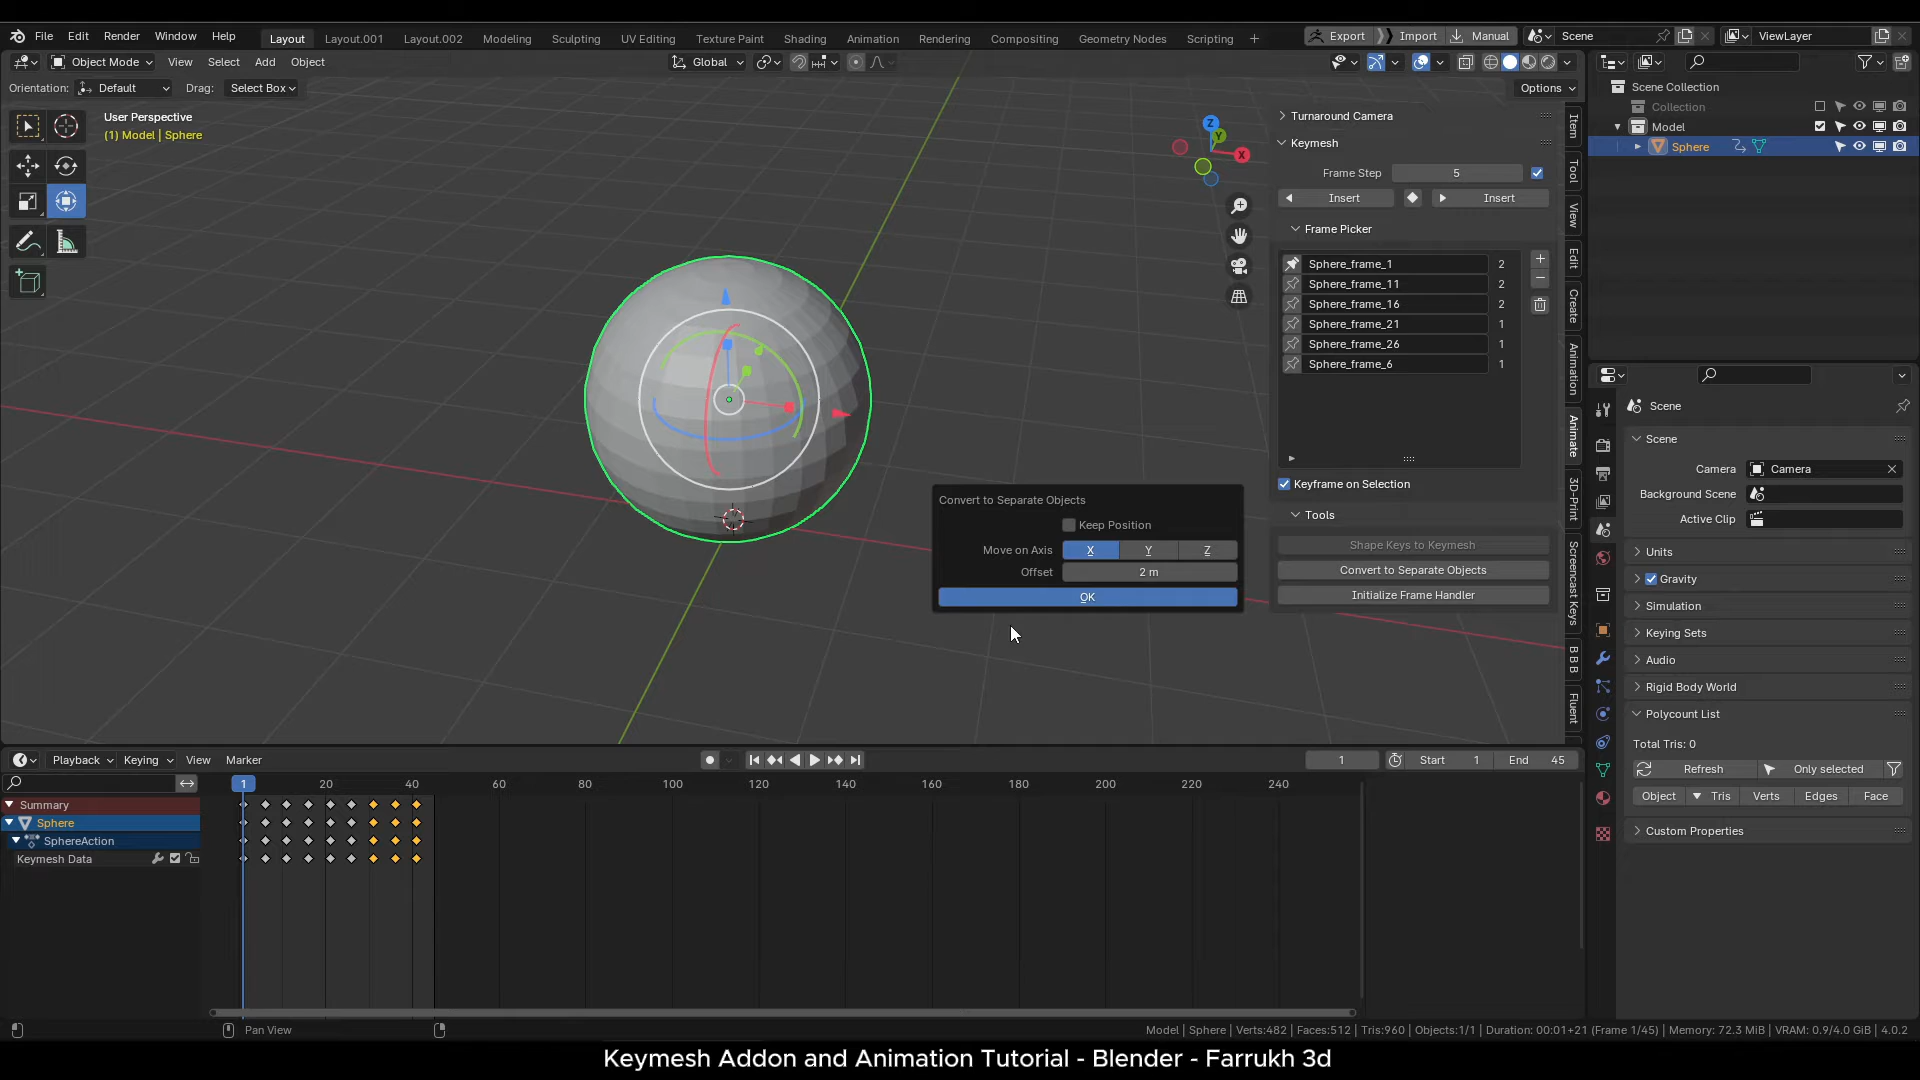 File Edit Render Window Help Layout Layout.001 Layout.002 Modeling Sculpting UV Editing Texture Paint Shading Animation Rendering Compositing Geometry Nodes Scripting + Export Import Manual Scene ViewLayer
Object Mode View Select Add Object Global
Orientation: Default Drag: Select Box Options
User Perspective
(1) Model | Sphere
Z
Y
X
Turnaround Camera
Keymesh
Frame Step 5
Insert Insert
Frame Picker
Sphere_frame_1 2
Sphere_frame_11 2
Sphere_frame_16 2
Sphere_frame_21 1
Sphere_frame_26 1
Sphere_frame_6 1
Keyframe on Selection
Tools
Shape Keys to Keymesh
Convert to Separate Objects
Initialize Frame Handler
Item
Tool
View
Edit
Create
Animation
Animate
3D-Print
Screencast Keys
B B B
Fluent
Convert to Separate Objects
Keep Position
Move on Axis X Y Z
Offset 2 m
OK
Scene Collection
Collection
Model
Sphere
Scene
Scene
Camera Camera
Background Scene
Active Clip
Units
Gravity
Simulation
Keying Sets
Audio
Rigid Body World
Polycount List
Total Tris: 0
Refresh Only selected
Object Tris Verts Edges Face
Custom Properties
Playback Keying View Marker 1 Start 1 End 45
1 20 40 60 80 100 120 140 160 180 200 220 240
Summary
Sphere
SphereAction
Keymesh Data
Pan View Model | Sphere | Verts:482 | Faces:512 | Tris:960 | Objects:1/1 | Duration: 00:01+21 (Frame 1/45) | Memory: 72.3 MiB | VRAM: 0.9/4.0 GiB | 4.0.2
Keymesh Addon and Animation Tutorial - Blender - Farrukh 3d